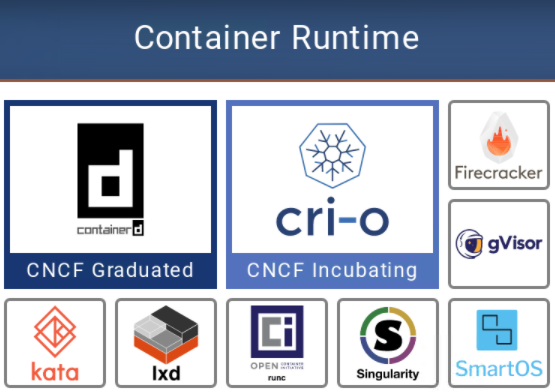 Container Runtime
containerd
CNCF Graduated
cri-o
CNCF Incubating
Firecracker
gVisor
kata
lxd
OPEN CONTAINER
INITIATIVE
runc
S
Singularity
SmartOS